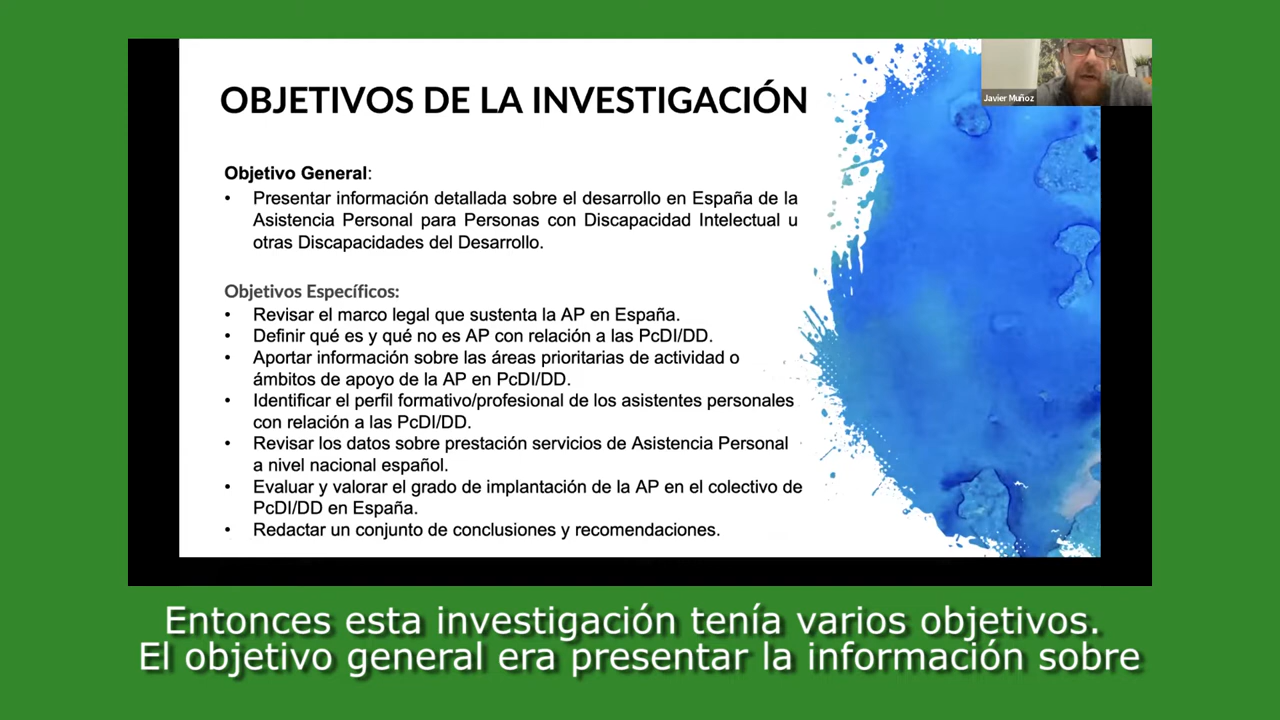 OBJETIVOS DE LA INVESTIGACIÓN
Javier Muñoz
Objetivo General:
• Presentar información detallada sobre el desarrollo en España de la
Asistencia Personal para Personas con Discapacidad Intelectual u
otras Discapacidades del Desarrollo.
Objetivos Específicos:
• Revisar el marco legal que sustenta la AP en España.
• Definir qué es y qué no es AP con relación a las PcDI/DD.
• Aportar información sobre las áreas prioritarias de actividad o
ámbitos de apoyo de la AP en PcDI/DD.
• Identificar el perfil formativo/profesional de los asistentes personales
con relación a las PcDI/DD.
• Revisar los datos sobre prestación servicios de Asistencia Personal
a nivel nacional español.
• Evaluar y valorar el grado de implantación de la AP en el colectivo de
PcDI/DD en España.
• Redactar un conjunto de conclusiones y recomendaciones.
Entonces esta investigación tenía varios objetivos.
El objetivo general era presentar la información sobre